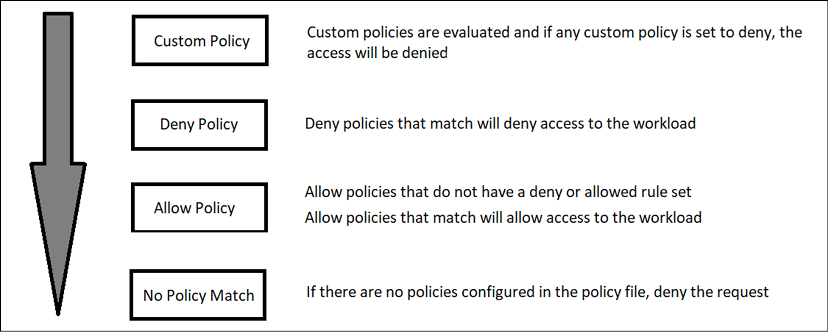 Custom Policy
Custom policies are evaluated and if any custom policy is set to deny, the
access will be denied
Deny Policy
Deny policies that match will deny access to the workload
Allow Policy
Allow policies that do not have a deny or allowed rule set
Allow policies that match will allow access to the workload
No Policy Match
If there are no policies configured in the policy file, deny the request